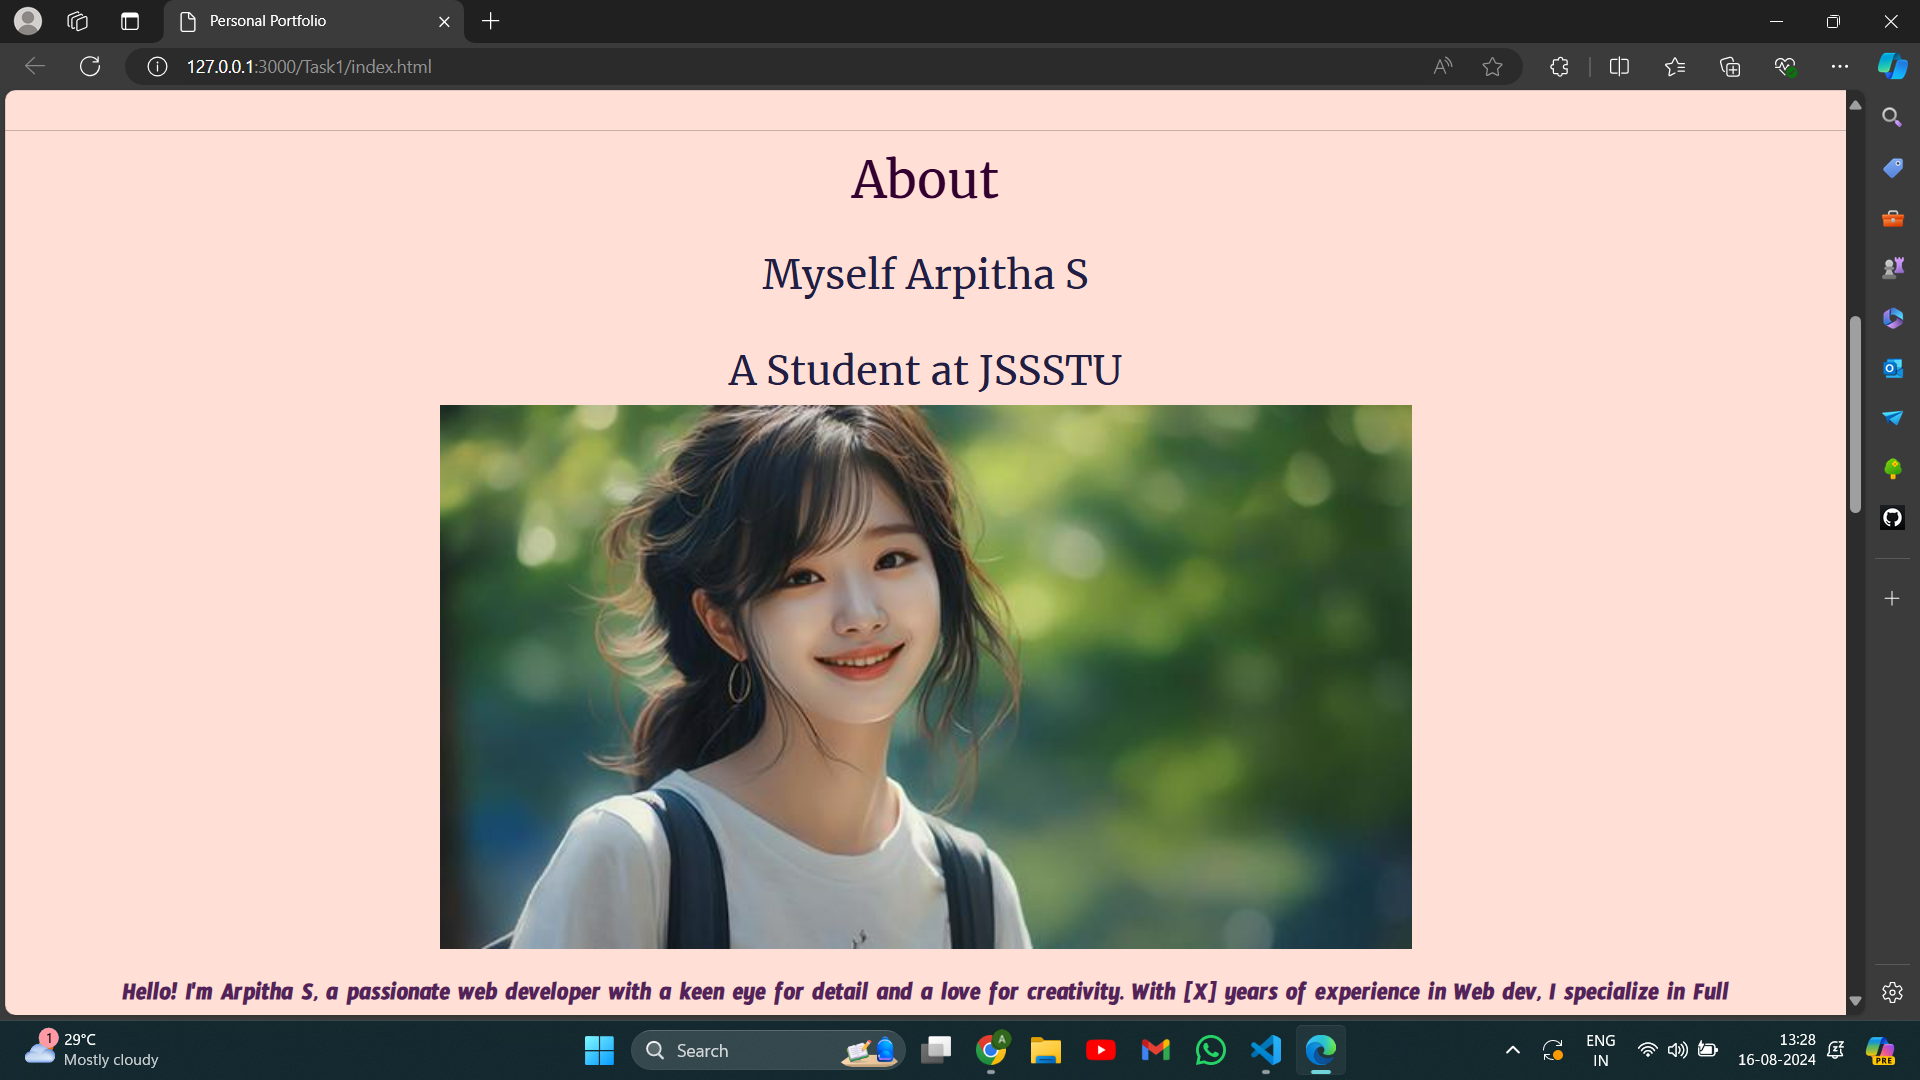 Personal Portfolio
127.0.0.1:3000/Task1/index.html
About
Myself Arpitha S
A Student at JSSSTU
Hello! I'm Arpitha S, a passionate web developer with a keen eye for detail and a love for creativity. With [X] years of experience in Web dev, I specialize in Full
1
29°C
Mostly cloudy
Search
A
ENG
IN
13:28
16-08-2024
PRE